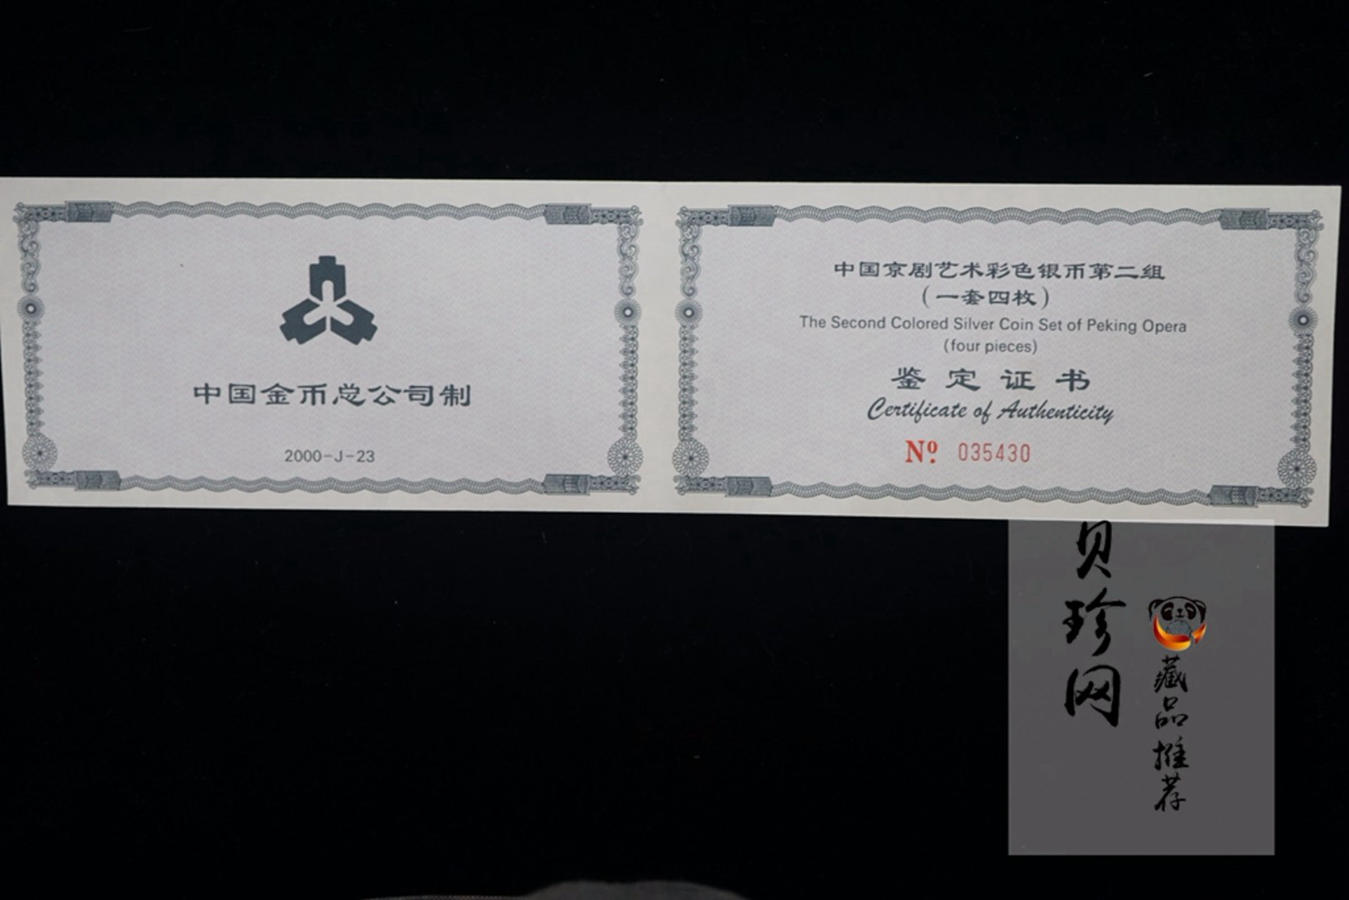 中国金币总公司制
2000-J-23
中国京剧艺术彩色银币第二组
(一套四枚)
The Second Colored Silver Coin Set of Peking Opera
(four pieces)
鉴定证书
Certificate of Authenticity
Nº 035430
贝珍网
藏品推荐